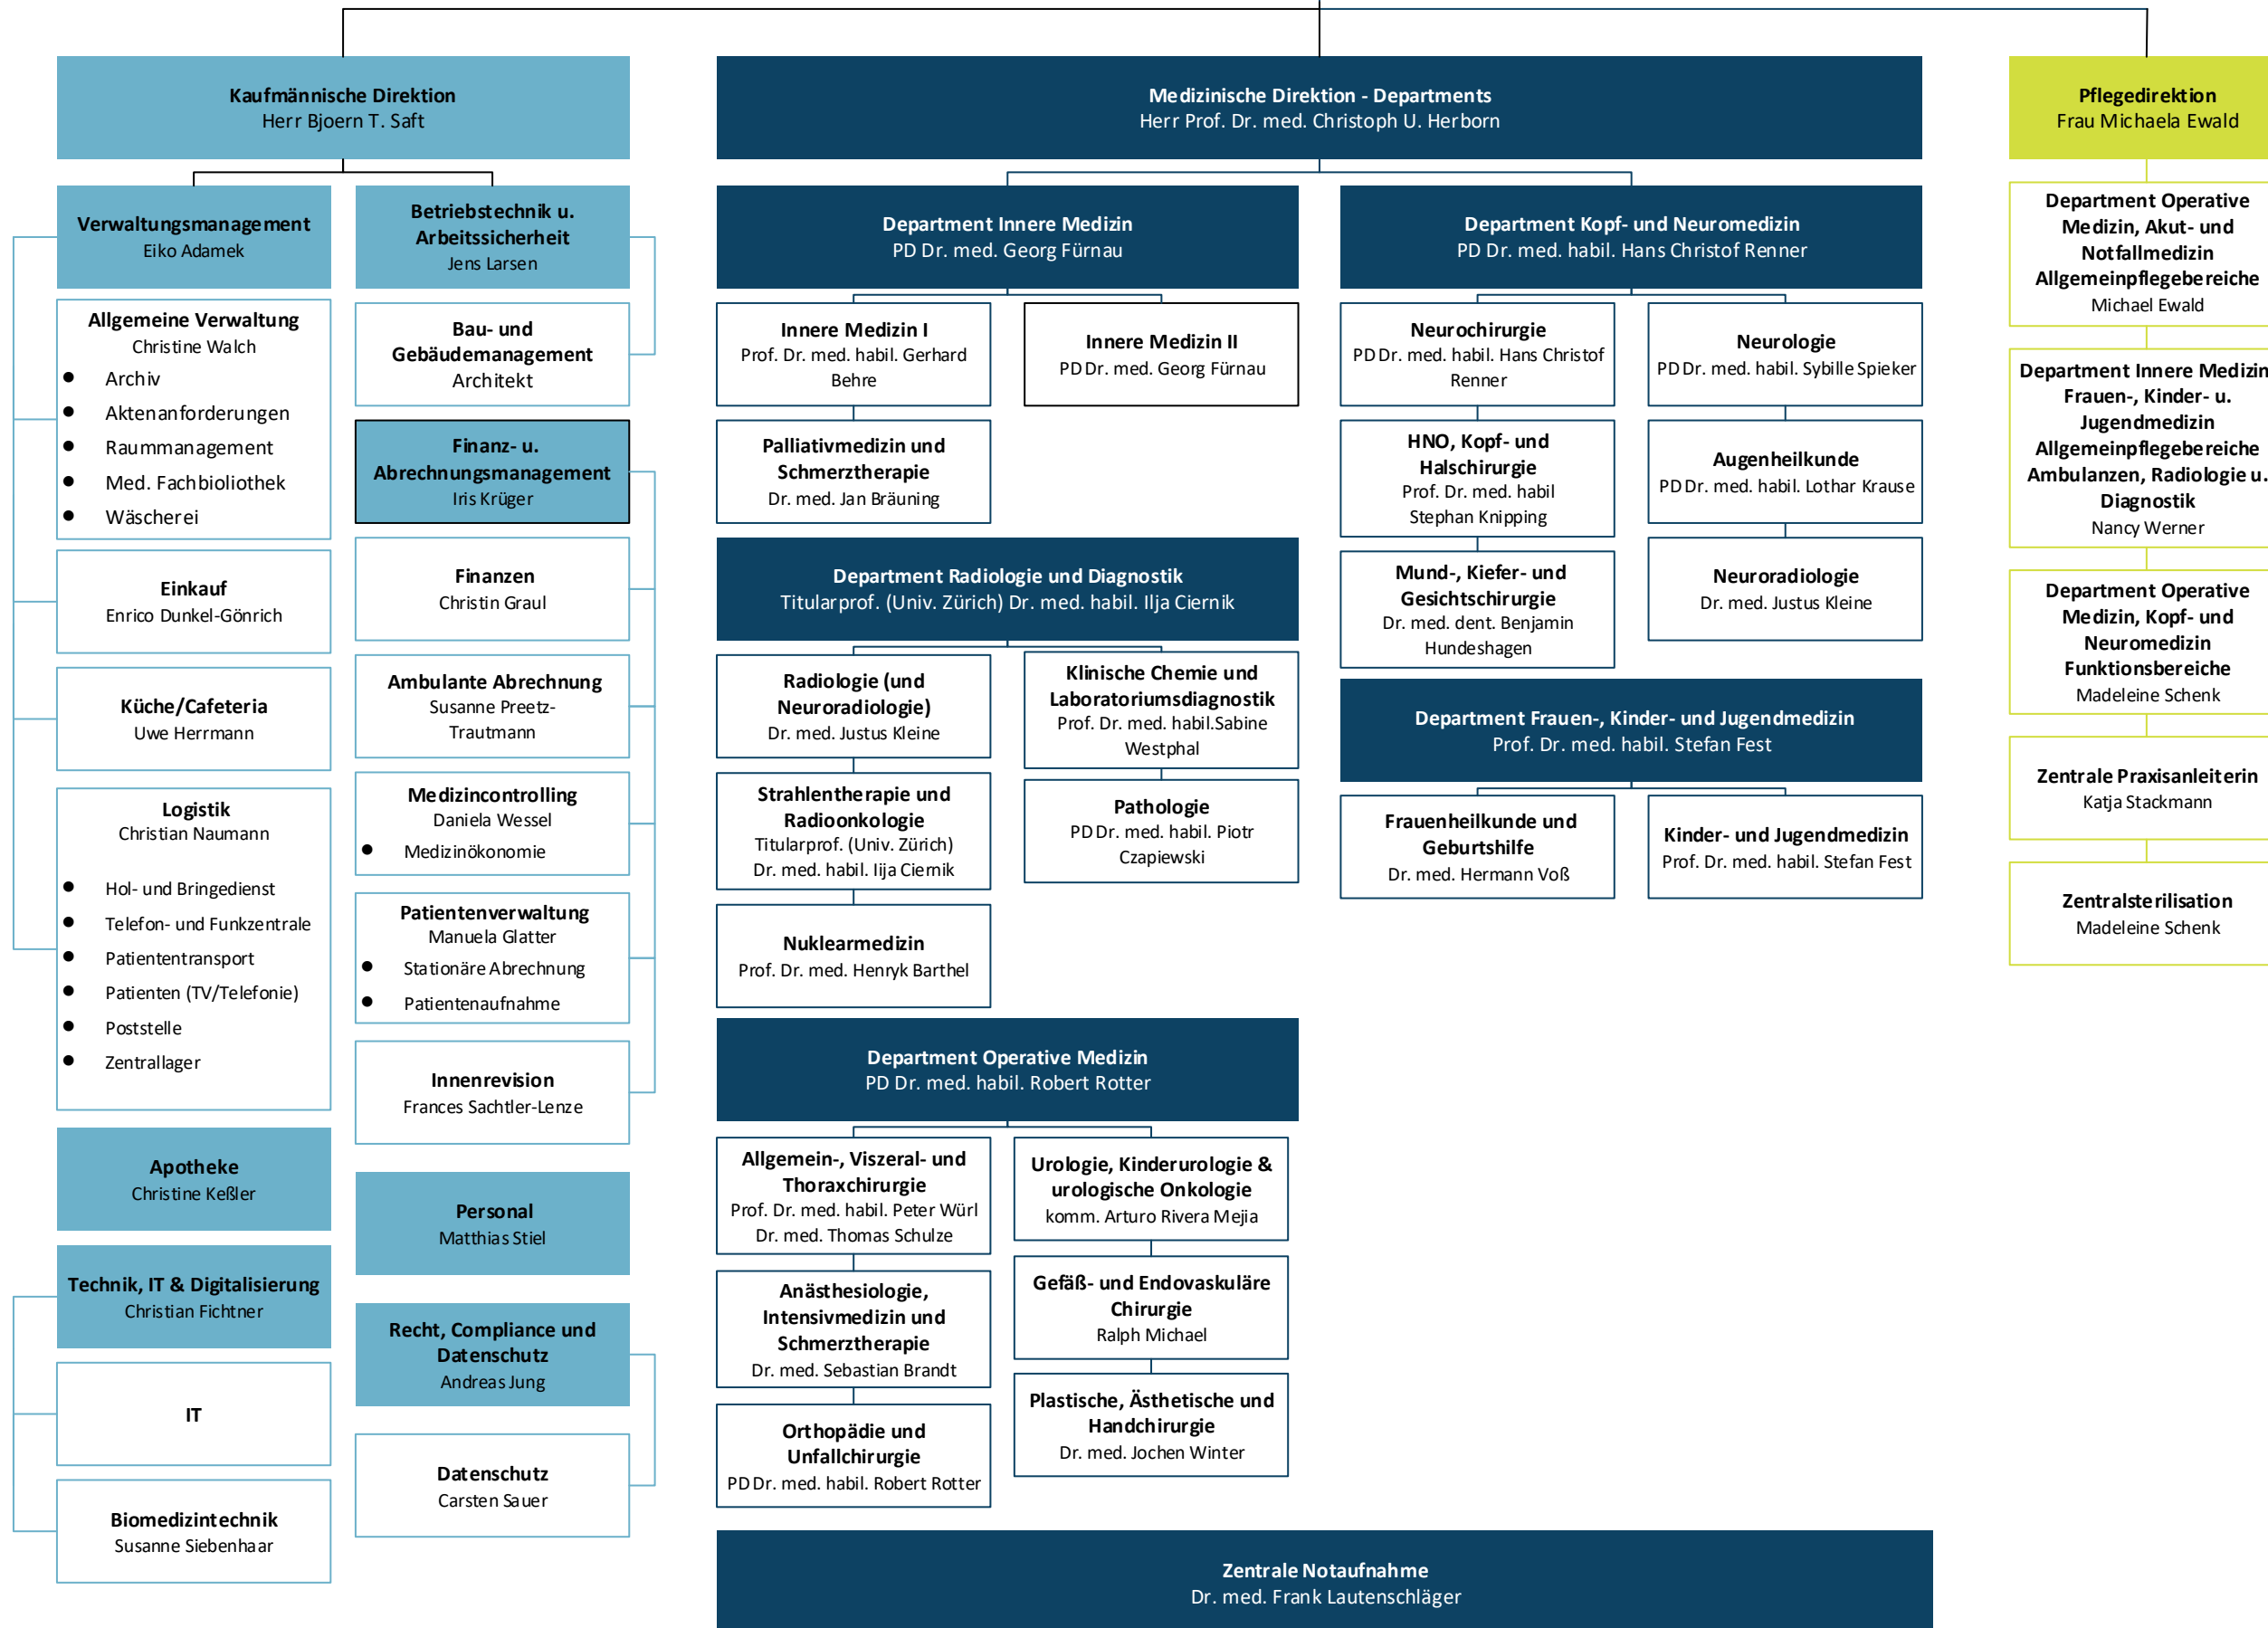 Kaufmännische Direktion
Herr Bjoern T. Saft
Verwaltungsmanagement
Eiko Adamek
Allgemeine Verwaltung
Christine Walch
● Archiv
● Aktenanforderungen
● Raummanagement
● Med. Fachbioliothek
● Wäscherei
Einkauf
Enrico Dunkel-Gönrich
Küche/Cafeteria
Uwe Herrmann
Logistik
Christian Naumann
● Hol- und Bringedienst
● Telefon- und Funkzentrale
● Patiententransport
● Patienten (TV/Telefonie)
● Poststelle
● Zentrallager
Apotheke
Christine Keßler
Technik, IT & Digitalisierung
Christian Fichtner
IT
Biomedizintechnik
Susanne Siebenhaar
Betriebstechnik u.
Arbeitssicherheit
Jens Larsen
Bau- und
Gebäudemanagement
Architekt
Finanz- u.
Abrechnungsmanagement
Iris Krüger
Finanzen
Christin Graul
Ambulante Abrechnung
Susanne Preetz-
Trautmann
Medizincontrolling
Daniela Wessel
● Medizinökonomie
Patientenverwaltung
Manuela Glatter
● Stationäre Abrechnung
● Patientenaufnahme
Innenrevision
Frances Sachtler-Lenze
Personal
Matthias Stiel
Recht, Compliance und
Datenschutz
Andreas Jung
Datenschutz
Carsten Sauer
Medizinische Direktion - Departments
Herr Prof. Dr. med. Christoph U. Herborn
Department Innere Medizin
PD Dr. med. Georg Fürnau
Innere Medizin I
Prof. Dr. med. habil. Gerhard
Behre
Innere Medizin II
PD Dr. med. Georg Fürnau
Palliativmedizin und
Schmerztherapie
Dr. med. Jan Bräuning
Department Radiologie und Diagnostik
Titularprof. (Univ. Zürich) Dr. med. habil. Ilja Ciernik
Radiologie (und
Neuroradiologie)
Dr. med. Justus Kleine
Klinische Chemie und
Laboratoriumsdiagnostik
Prof. Dr. med. habil.Sabine
Westphal
Strahlentherapie und
Radioonkologie
Titularprof. (Univ. Zürich)
Dr. med. habil. Iija Ciernik
Pathologie
PD Dr. med. habil. Piotr
Czapiewski
Nuklearmedizin
Prof. Dr. med. Henryk Barthel
Department Operative Medizin
PD Dr. med. habil. Robert Rotter
Allgemein-, Viszeral- und
Thoraxchirurgie
Prof. Dr. med. habil. Peter Würl
Dr. med. Thomas Schulze
Urologie, Kinderurologie &
urologische Onkologie
komm. Arturo Rivera Mejia
Anästhesiologie,
Intensivmedizin und
Schmerztherapie
Dr. med. Sebastian Brandt
Gefäß- und Endovaskuläre
Chirurgie
Ralph Michael
Orthopädie und
Unfallchirurgie
PD Dr. med. habil. Robert Rotter
Plastische, Ästhetische und
Handchirurgie
Dr. med. Jochen Winter
Department Kopf- und Neuromedizin
PD Dr. med. habil. Hans Christof Renner
Neurochirurgie
PD Dr. med. habil. Hans Christof
Renner
Neurologie
PD Dr. med. habil. Sybille Spieker
HNO, Kopf- und
Halschirurgie
Prof. Dr. med. habil
Stephan Knipping
Augenheilkunde
PD Dr. med. habil. Lothar Krause
Mund-, Kiefer- und
Gesichtschirurgie
Dr. med. dent. Benjamin
Hundeshagen
Neuroradiologie
Dr. med. Justus Kleine
Department Frauen-, Kinder- und Jugendmedizin
Prof. Dr. med. habil. Stefan Fest
Frauenheilkunde und
Geburtshilfe
Dr. med. Hermann Voß
Kinder- und Jugendmedizin
Prof. Dr. med. habil. Stefan Fest
Zentrale Notaufnahme
Dr. med. Frank Lautenschläger
Pflegedirektion
Frau Michaela Ewald
Department Operative
Medizin, Akut- und
Notfallmedizin
Allgemeinpflegebereiche
Michael Ewald
Department Innere Medizin
Frauen-, Kinder- u.
Jugendmedizin
Allgemeinpflegebereiche
Ambulanzen, Radiologie u.
Diagnostik
Nancy Werner
Department Operative
Medizin, Kopf- und
Neuromedizin
Funktionsbereiche
Madeleine Schenk
Zentrale Praxisanleiterin
Katja Stackmann
Zentralsterilisation
Madeleine Schenk